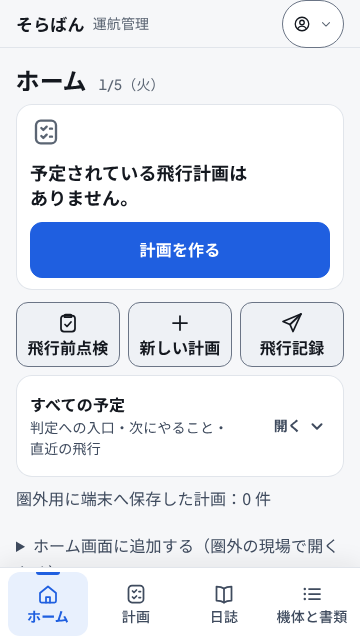 そらばん 運航管理
ホーム 1/5（火）
予定されている飛行計画は
ありません。
計画を作る
飛行前点検 新しい計画 飛行記録
すべての予定
判定への入口・次にやること・
直近の飛行
開く
圏外用に端末へ保存した計画：0 件
▶ ホーム画面に追加する（圏外の現場で開く
ホーム 計画 日誌 機体と書類